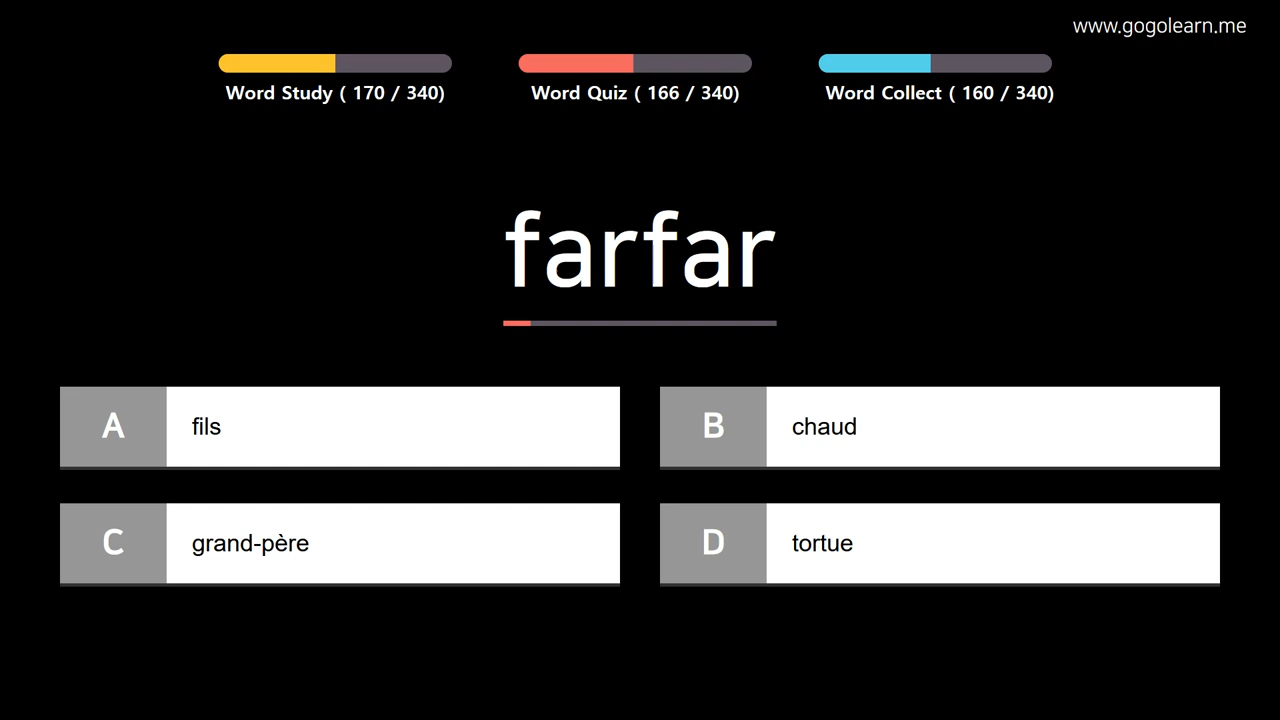 www.gogolearn.me
Word Study ( 170 / 340)
Word Quiz ( 166 / 340)
Word Collect ( 160 / 340)
farfar
A fils
B chaud
C grand-père
D tortue